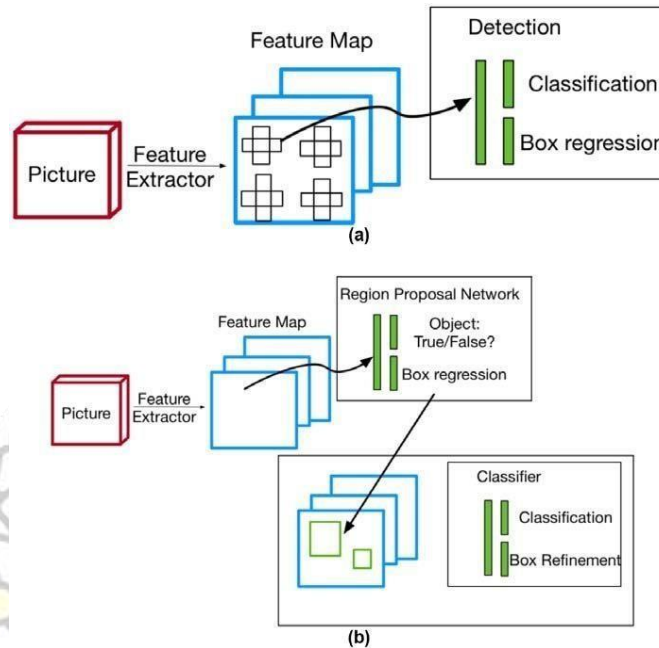 Feature Map
Detection
Classification
Box regression
Picture
Feature
Extractor
(a)
Region Proposal Network
Object:
True/False?
Box regression
Feature Map
Picture
Feature
Extractor
Classifier
Classification
Box Refinement
(b)